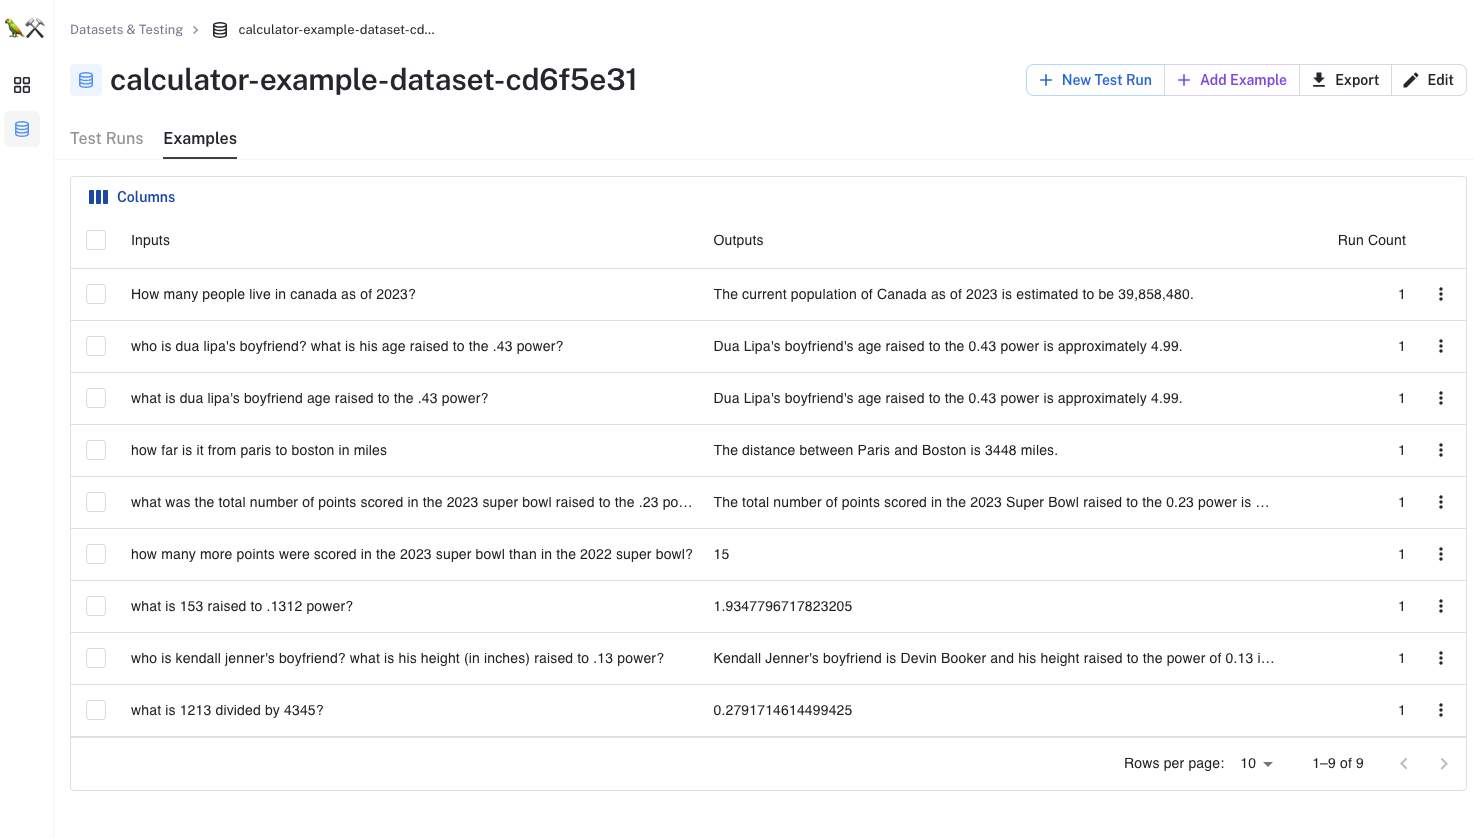 Datasets & Testing > calculator-example-dataset-cd...
calculator-example-dataset-cd6f5e31
+ New Test Run
+ Add Example
Export
Edit
Test Runs
Examples
Columns
Inputs Outputs Run Count
How many people live in canada as of 2023? The current population of Canada as of 2023 is estimated to be 39,858,480. 1
who is dua lipa's boyfriend? what is his age raised to the .43 power? Dua Lipa's boyfriend's age raised to the 0.43 power is approximately 4.99. 1
what is dua lipa's boyfriend age raised to the .43 power? Dua Lipa's boyfriend's age raised to the 0.43 power is approximately 4.99. 1
how far is it from paris to boston in miles The distance between Paris and Boston is 3448 miles. 1
what was the total number of points scored in the 2023 super bowl raised to the .23 po... The total number of points scored in the 2023 Super Bowl raised to the 0.23 power is ... 1
how many more points were scored in the 2023 super bowl than in the 2022 super bowl? 15 1
what is 153 raised to .1312 power? 1.9347796717823205 1
who is kendall jenner's boyfriend? what is his height (in inches) raised to .13 power? Kendall Jenner's boyfriend is Devin Booker and his height raised to the power of 0.13 i... 1
what is 1213 divided by 4345? 0.2791714614499425 1
Rows per page: 10 1–9 of 9